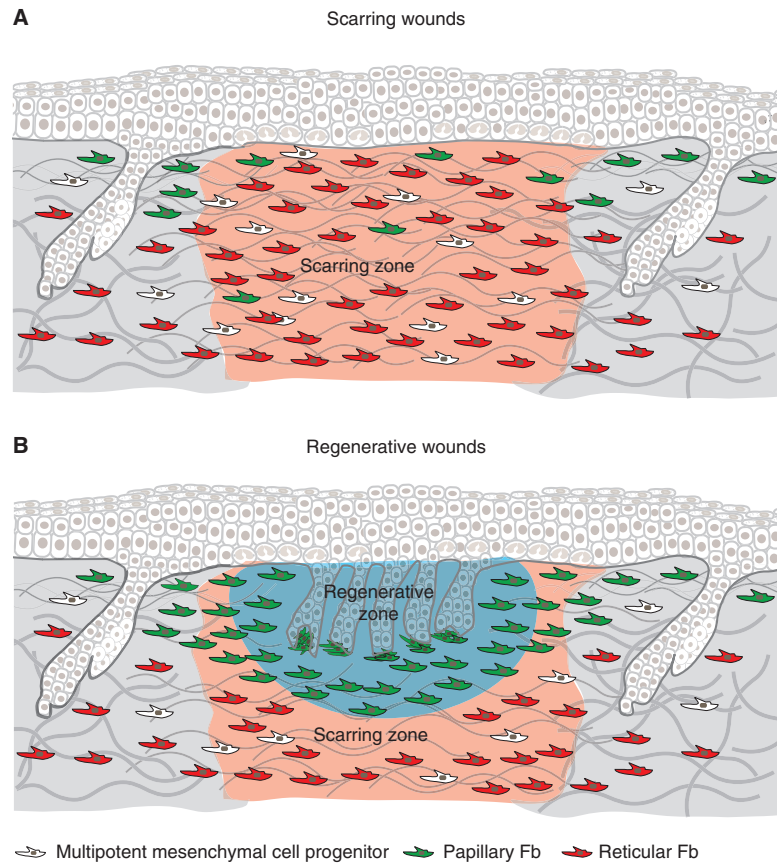 A
Scarring wounds
Scarring zone
B
Regenerative wounds
Regenerative
zone
Scarring zone
Multipotent mesenchymal cell progenitor
Papillary Fb
Reticular Fb